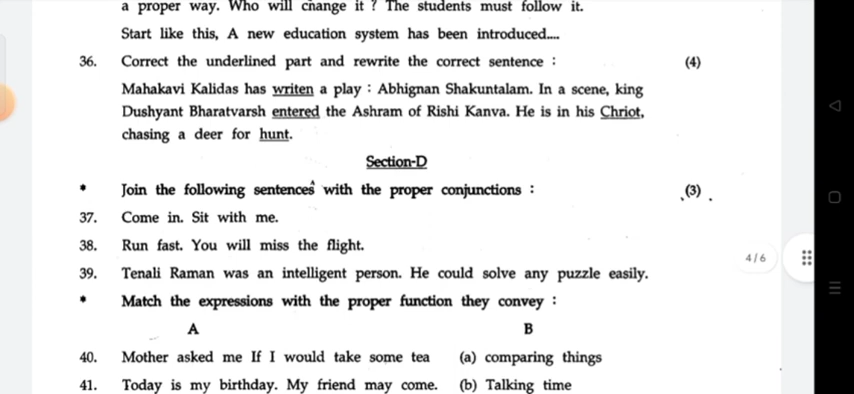 a proper way. Who will change it ? The students must follow it.
Start like this, A new education system has been introduced....
36. Correct the underlined part and rewrite the correct sentence : (4)
Mahakavi Kalidas has writen a play : Abhignan Shakuntalam. In a scene, king
Dushyant Bharatvarsh entered the Ashram of Rishi Kanva. He is in his Chriot,
chasing a deer for hunt.
Section-D
* Join the following sentences with the proper conjunctions : (3)
37. Come in. Sit with me.
38. Run fast. You will miss the flight.
4/6
39. Tenali Raman was an intelligent person. He could solve any puzzle easily.
* Match the expressions with the proper function they convey :
A B
40. Mother asked me If I would take some tea (a) comparing things
41. Today is my birthday. My friend may come. (b) Talking time